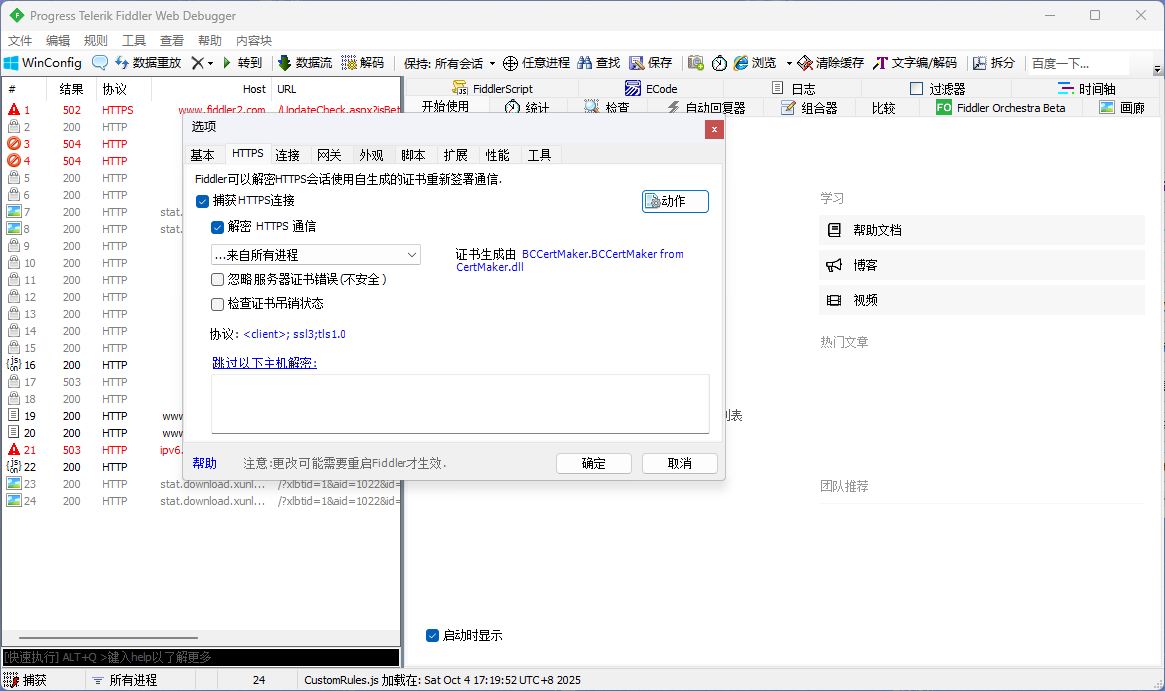 Progress Telerik Fiddler Web Debugger
文件 编辑 规则 工具 查看 帮助 内容块
WinConfig 数据重放 转到 数据流 解码 保持: 所有会话 任意进程 查找 保存 浏览 清除缓存 文字编/解码 拆分 百度一下...
# 结果 协议 Host URL
1 502 HTTPS www.fiddler2.com /UpdateCheck.aspx?isBet
2 200 HTTP
3 504 HTTP
4 504 HTTP
5 200 HTTP
6 200 HTTP
7 200 HTTP stat.
8 200 HTTP stat.
9 200 HTTP
10 200 HTTP
11 200 HTTP
12 200 HTTP
13 200 HTTP
14 200 HTTP
15 200 HTTP
16 200 HTTP
17 503 HTTP
18 200 HTTP
19 200 HTTP www
20 200 HTTP www
21 503 HTTP ipv6.
22 200 HTTP
23 200 HTTP stat.download.xunl... /?xlbtid=1&aid=1022&id=
24 200 HTTP stat.download.xunl... /?xlbtid=1&aid=1022&id=
FiddlerScript ECode 日志 过滤器 时间轴
开始使用 统计 检查 自动回复器 组合器 比较 FO Fiddler Orchestra Beta 画廊
选项
基本 HTTPS 连接 网关 外观 脚本 扩展 性能 工具
Fiddler可以解密HTTPS会话使用自生成的证书重新签署通信.
捕获HTTPS连接
动作
解密 HTTPS 通信
...来自所有进程
证书生成由 BCCertMaker.BCCertMaker from
CertMaker.dll
忽略服务器证书错误(不安全)
检查证书吊销状态
协议: <client>; ssl3;tls1.0
跳过以下主机解密:
帮助 注意:更改可能需要重启Fiddler才生效. 确定 取消
学习
帮助文档
博客
视频
热门文章
列表
团队推荐
启动时显示
[快速执行] ALT+Q >键入help以了解更多
捕获 所有进程 24 CustomRules.js 加载在: Sat Oct 4 17:19:52 UTC+8 2025